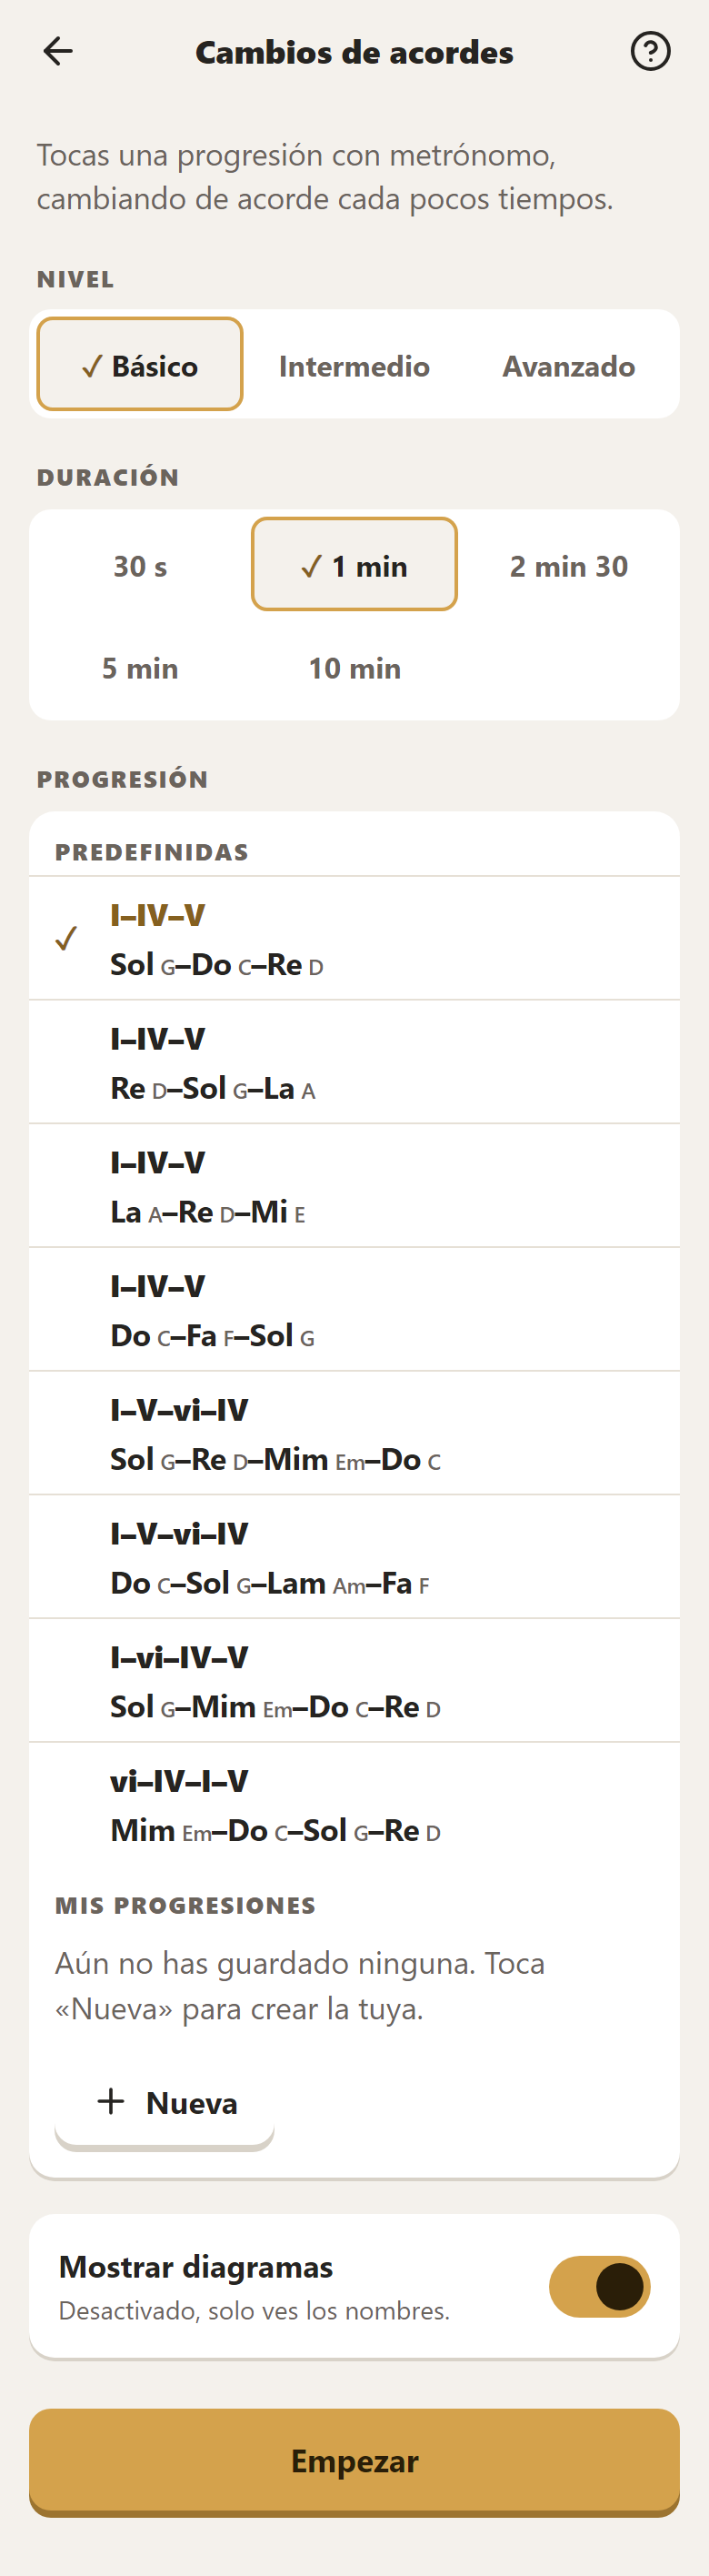 Cambios de acordes
Tocas una progresión con metrónomo,
cambiando de acorde cada pocos tiempos.
NIVEL
✓ Básico
Intermedio
Avanzado
DURACIÓN
30 s
✓ 1 min
2 min 30
5 min
10 min
PROGRESIÓN
PREDEFINIDAS
✓
I–IV–V
Sol G–Do C–Re D
I–IV–V
Re D–Sol G–La A
I–IV–V
La A–Re D–Mi E
I–IV–V
Do C–Fa F–Sol G
I–V–vi–IV
Sol G–Re D–Mim Em–Do C
I–V–vi–IV
Do C–Sol G–Lam Am–Fa F
I–vi–IV–V
Sol G–Mim Em–Do C–Re D
vi–IV–I–V
Mim Em–Do C–Sol G–Re D
MIS PROGRESIONES
Aún no has guardado ninguna. Toca
«Nueva» para crear la tuya.
+ Nueva
Mostrar diagramas
Desactivado, solo ves los nombres.
Empezar